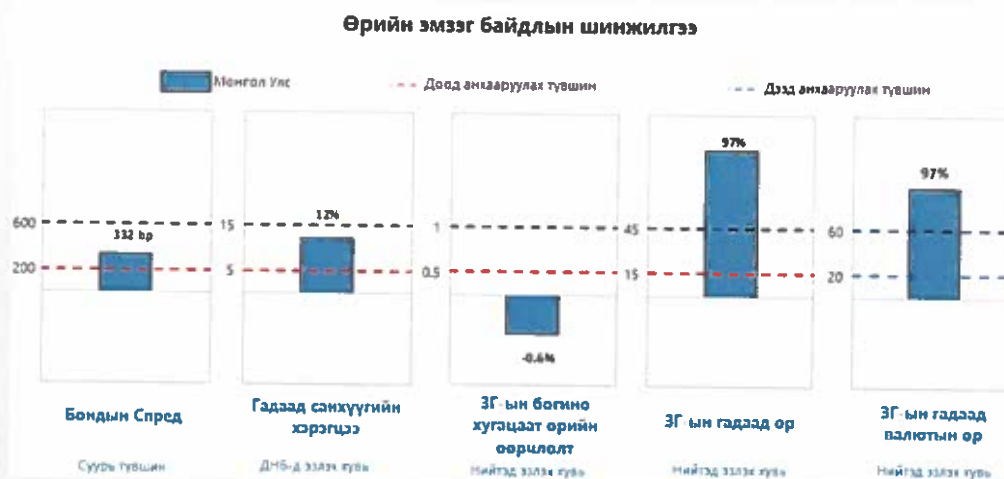 Өрийн эмзэг байдлын шинжилгээ
Монгол Улс
Доод анхааруулах түвшин
Дээд анхааруулах түвшин
600
332 bp
200
15
12%
5
1
0.5
-0.6%
97%
45
15
97%
60
20
Бондын Спред
Суурь түвшин
Гадаад санхүүгийн
хэрэгцээ
ДНБ-д эзлэх хувь
ЗГ-ын богино
хугацаат өрийн
өөрчлөлт
Нийтэд эзлэх хувь
ЗГ-ын гадаад өр
Нийтэд эзлэх хувь
ЗГ-ын гадаад
валютын өр
Нийтэд эзлэх хувь